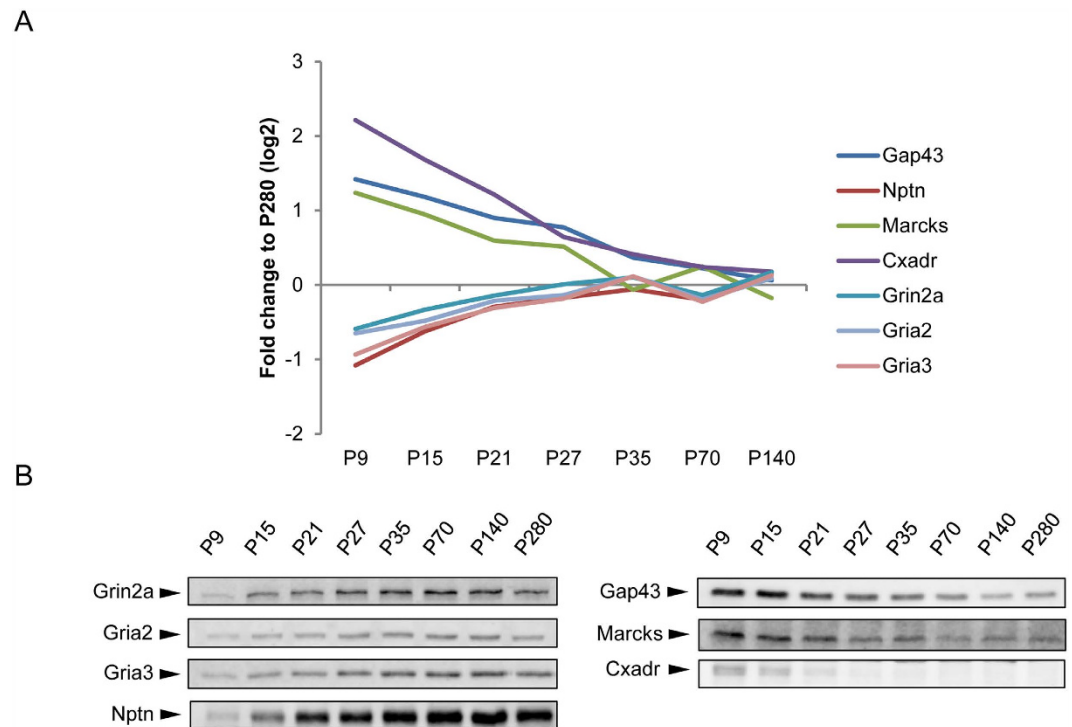 A
Fold change to P280 (log2)
3
2
1
0
-1
-2
P9 P15 P21 P27 P35 P70 P140
Gap43
Nptn
Marcks
Cxadr
Grin2a
Gria2
Gria3
B
P9 P15 P21 P27 P35 P70 P140 P280
Grin2a
Gria2
Gria3
Nptn
P9 P15 P21 P27 P35 P70 P140 P280
Gap43
Marcks
Cxadr